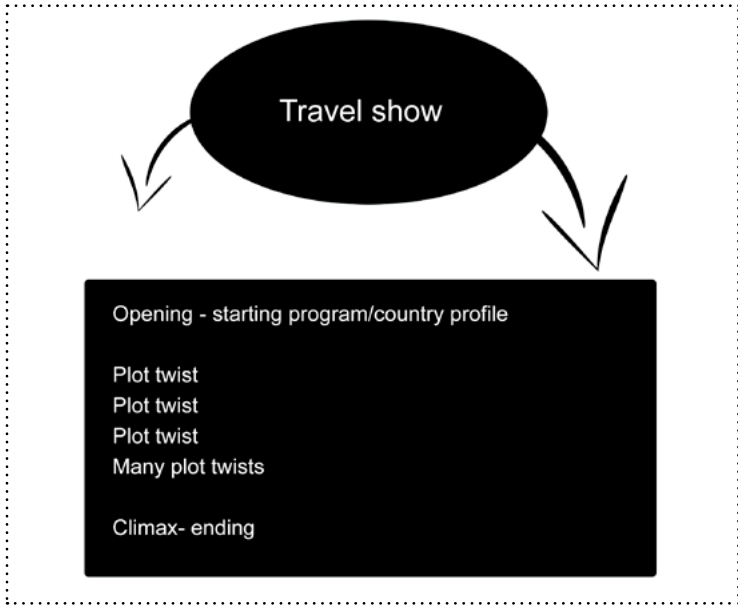 Travel show
Opening - starting program/country profile
Plot twist
Plot twist
Plot twist
Many plot twists
Climax- ending